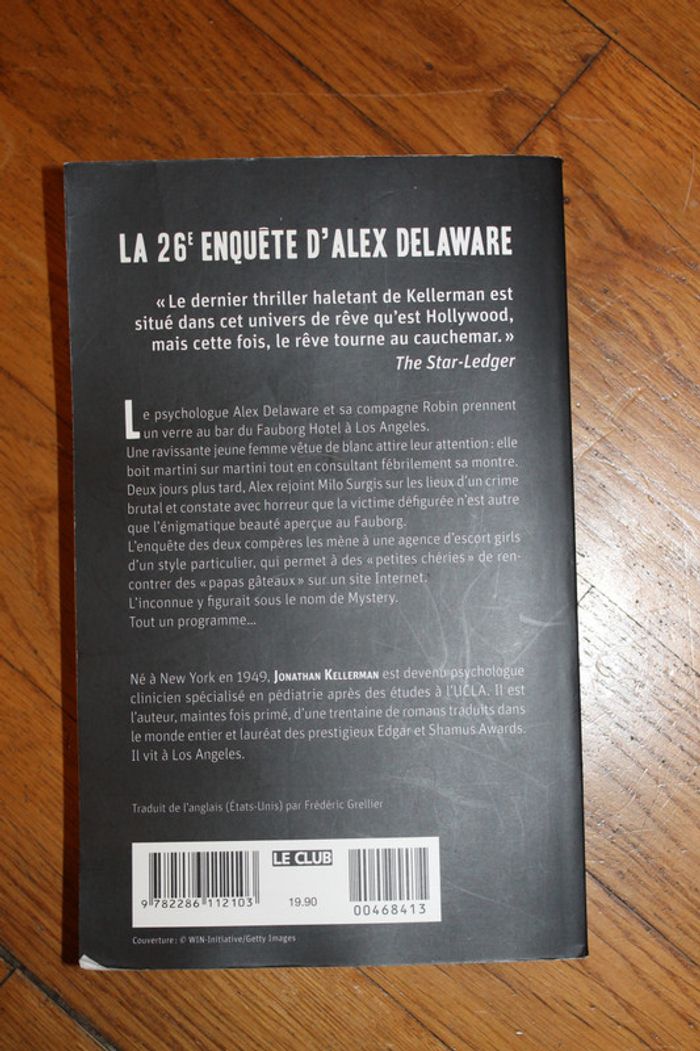 LA 26E ENQUÊTE D'ALEX DELAWARE
« Le dernier thriller haletant de Kellerman est
situé dans cet univers de rêve qu'est Hollywood,
mais cette fois, le rêve tourne au cauchemar. »
The Star-Ledger
Le psychologue Alex Delaware et sa compagne Robin prennent
un verre au bar du Fauborg Hotel à Los Angeles.
Une ravissante jeune femme vêtue de blanc attire leur attention : elle
boit martini sur martini tout en consultant fébrilement sa montre.
Deux jours plus tard, Alex rejoint Milo Surgis sur les lieux d'un crime
brutal et constate avec horreur que la victime défigurée n'est autre
que l'énigmatique beauté aperçue au Fauborg.
L'enquête des deux compères les mène à une agence d'escort girls
d'un style particulier, qui permet à des « petites chéries » de ren-
contrer des « papas gâteaux » sur un site Internet.
L'inconnue y figurait sous le nom de Mystery.
Tout un programme...
Né à New York en 1949, JONATHAN KELLERMAN est devenu psychologue
clinicien spécialisé en pédiatrie après des études à l'UCLA. Il est
l'auteur, maintes fois primé, d'une trentaine de romans traduits dans
le monde entier et lauréat des prestigieux Edgar et Shamus Awards.
Il vit à Los Angeles.
Traduit de l'anglais (États-Unis) par Frédéric Grellier
LE CLUB
9 782286 112103
19.90
00468413
Couverture : © WIN-Initiative/Getty Images